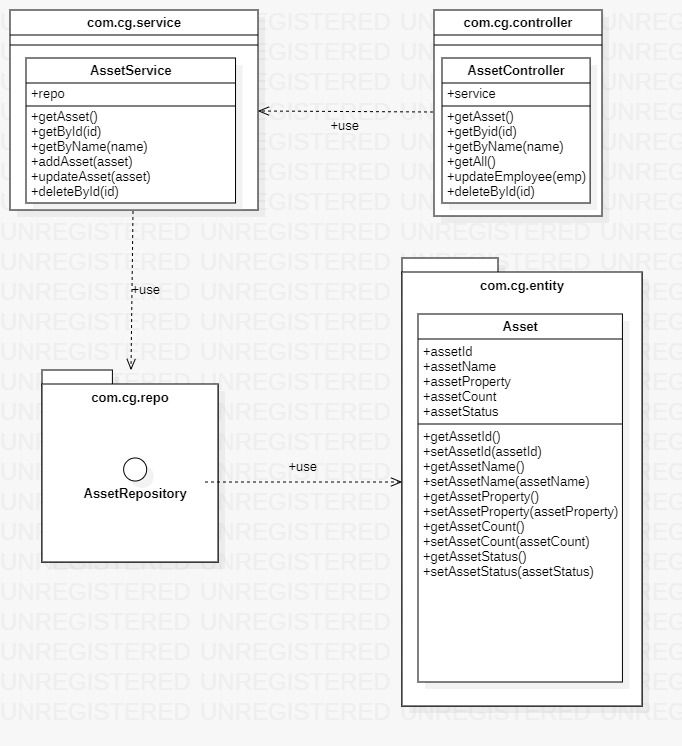 com.cg.service
AssetService
+repo
+getAsset()
+getById(id)
+getByName(name)
+addAsset(asset)
+updateAsset(asset)
+deleteById(id)
com.cg.controller
AssetController
+service
+getAsset()
+getByid(id)
+getByName(name)
+getAll()
+updateEmployee(emp)
+deleteById(id)
+use
+use
com.cg.repo
AssetRepository
+use
com.cg.entity
Asset
+assetId
+assetName
+assetProperty
+assetCount
+assetStatus
+getAssetId()
+setAssetId(assetId)
+getAssetName()
+setAssetName(assetName)
+getAssetProperty()
+setAssetProperty(assetProperty)
+getAssetCount()
+setAssetCount(assetCount)
+getAssetStatus()
+setAssetStatus(assetStatus)
UNREGISTERED